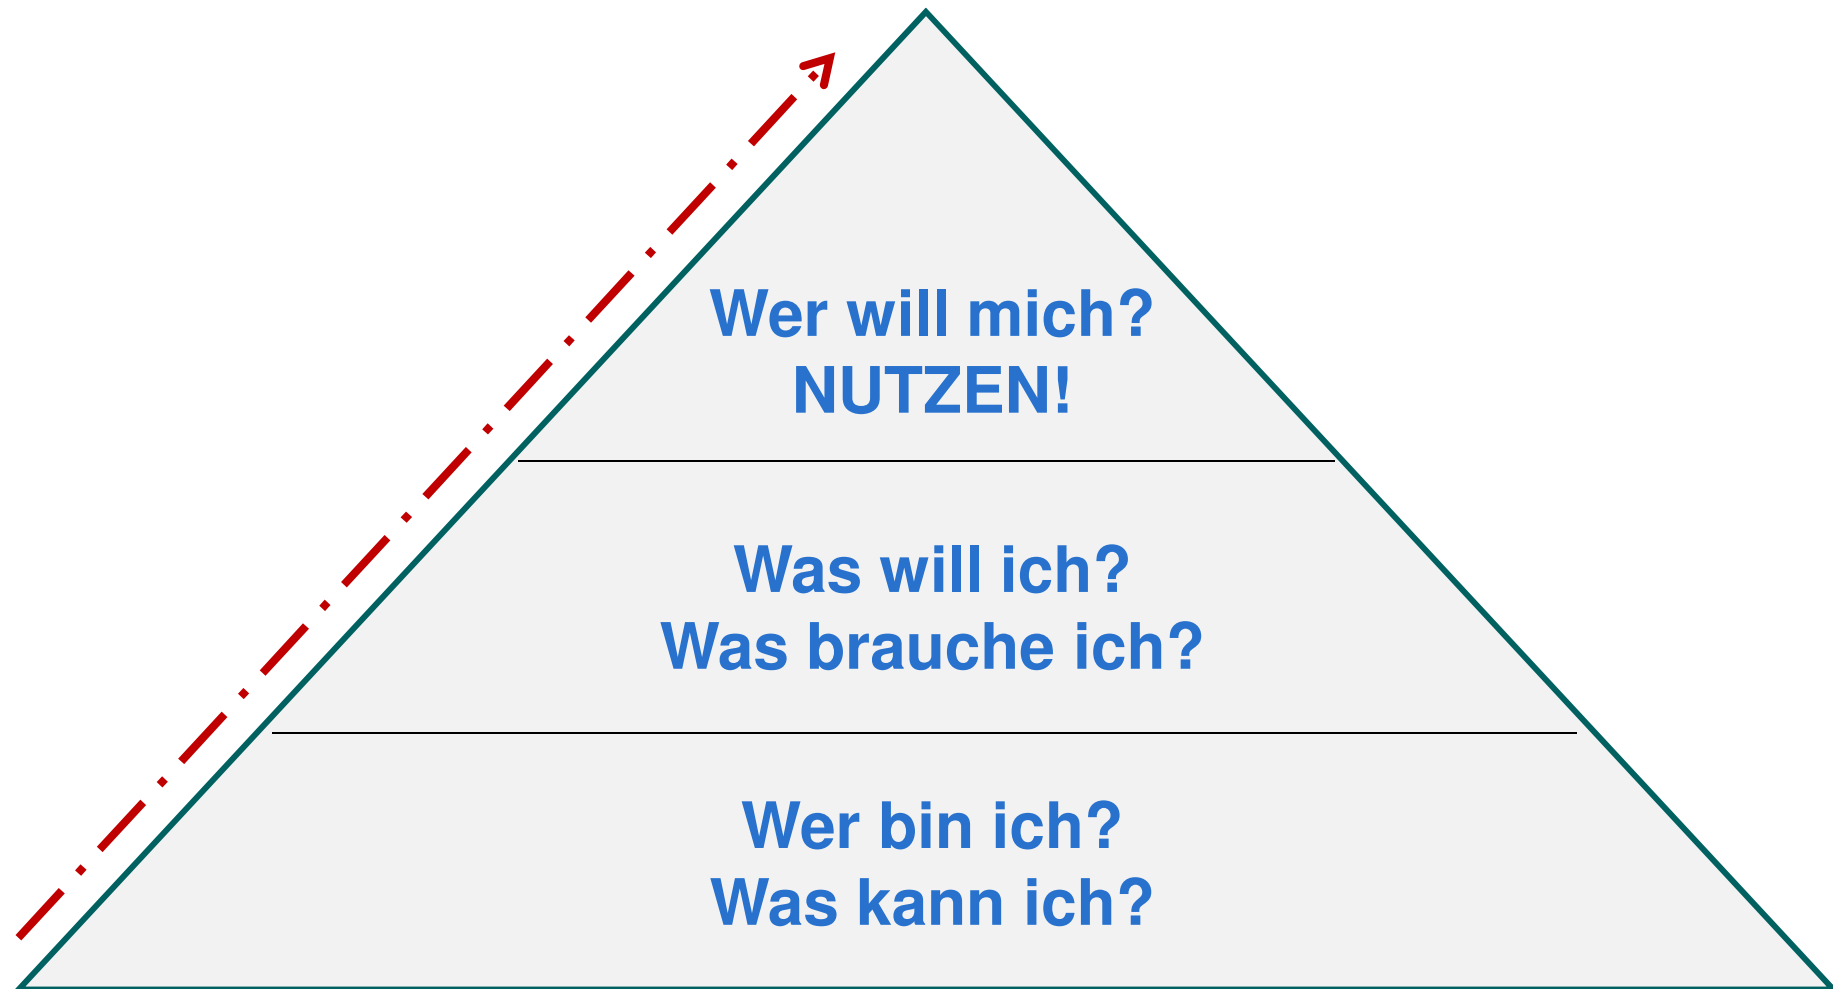 Wer will mich?
NUTZEN!
Was will ich?
Was brauche ich?
Wer bin ich?
Was kann ich?